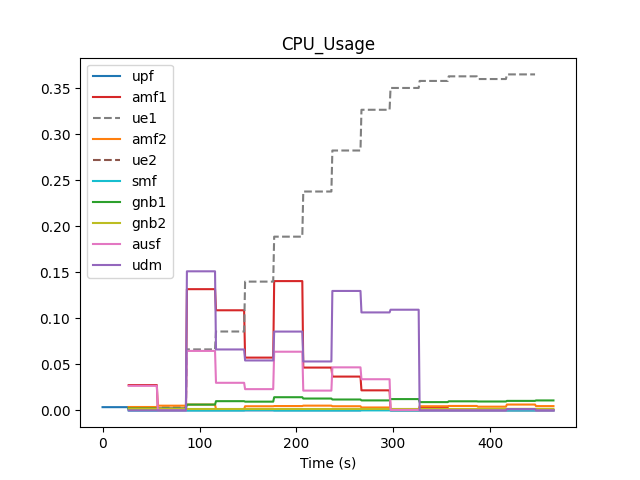 CPU_Usage
0.35
0.30
0.25
0.20
0.15
0.10
0.05
0.00
upf
amf1
ue1
amf2
ue2
smf
gnb1
gnb2
ausf
udm
0 100 200 300 400
Time (s)